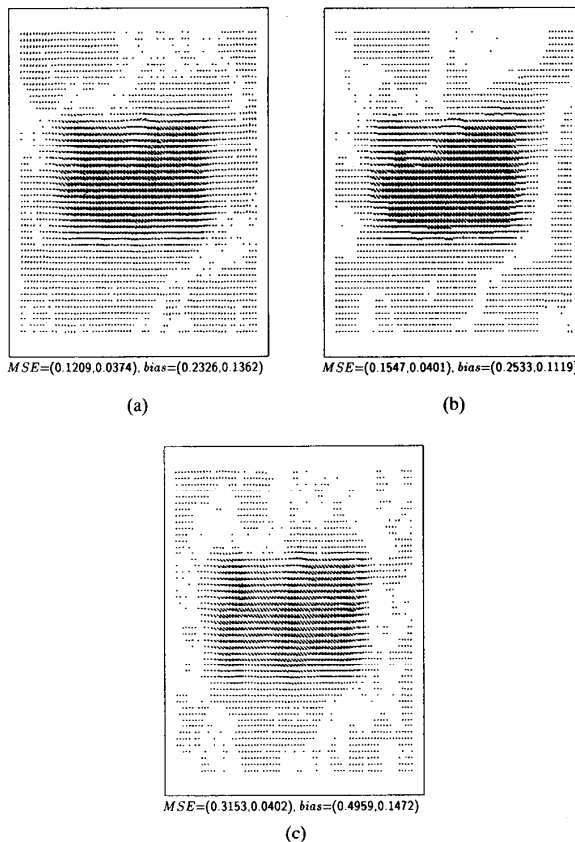 MSE=(0.1209,0.0374), bias=(0.2326,0.1362)
(a)
MSE=(0.1547,0.0401), bias=(0.2533,0.1119)
(b)
MSE=(0.3153,0.0402), bias=(0.4959,0.1472)
(c)